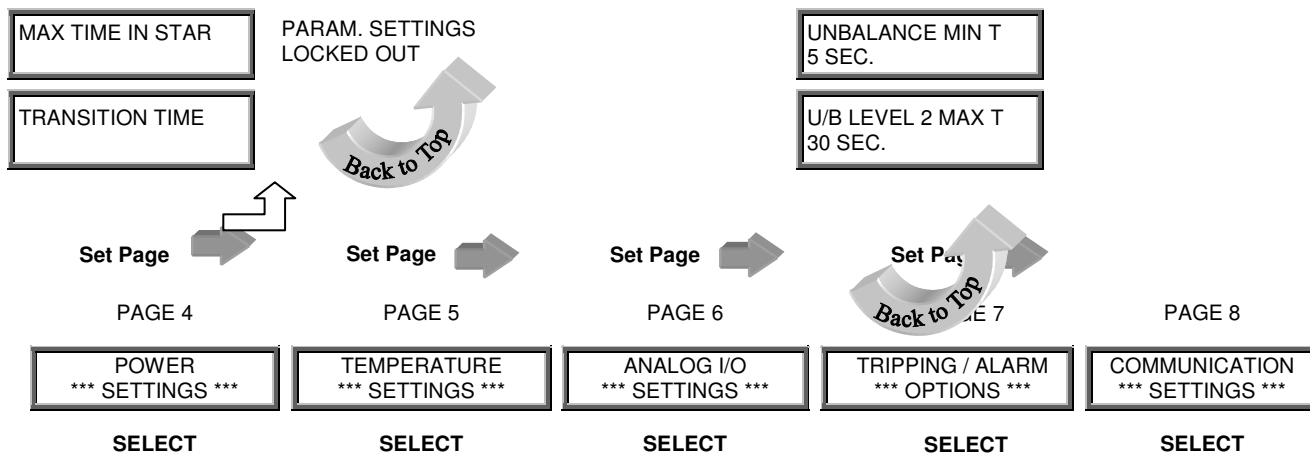 MAX TIME IN STAR
PARAM. SETTINGS
LOCKED OUT
UNBALANCE MIN T
5 SEC.
TRANSITION TIME
U/B LEVEL 2 MAX T
30 SEC.
Back to Top
Set Page
Set Page
Set Page
Set
Back to Top
PAGE 4
PAGE 5
PAGE 6
7
PAGE 8
POWER
*** SETTINGS ***
TEMPERATURE
*** SETTINGS ***
ANALOG I/O
*** SETTINGS ***
TRIPPING / ALARM
*** OPTIONS ***
COMMUNICATION
*** SETTINGS ***
SELECT
SELECT
SELECT
SELECT
SELECT